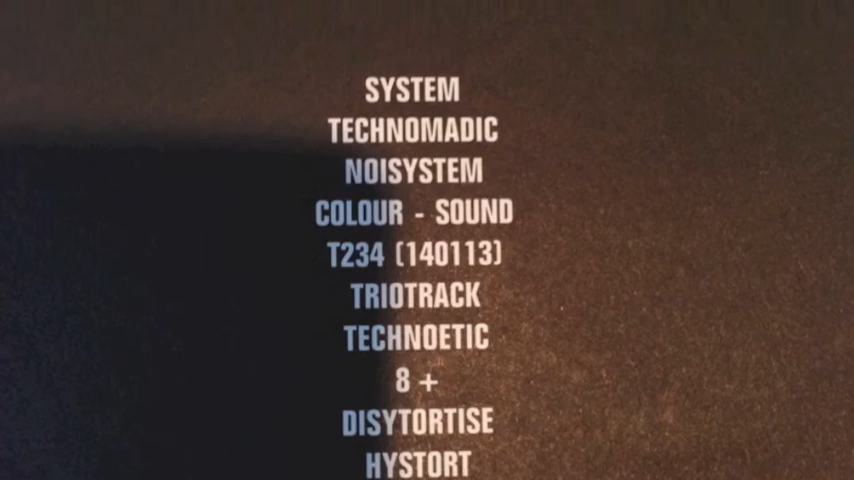 SYSTEM
TECHNOMADIC
NOISYSTEM
COLOUR - SOUND
T234 (140113)
TRIOTRACK
TECHNOETIC
8 +
DISYTORTISE
HYSTORT